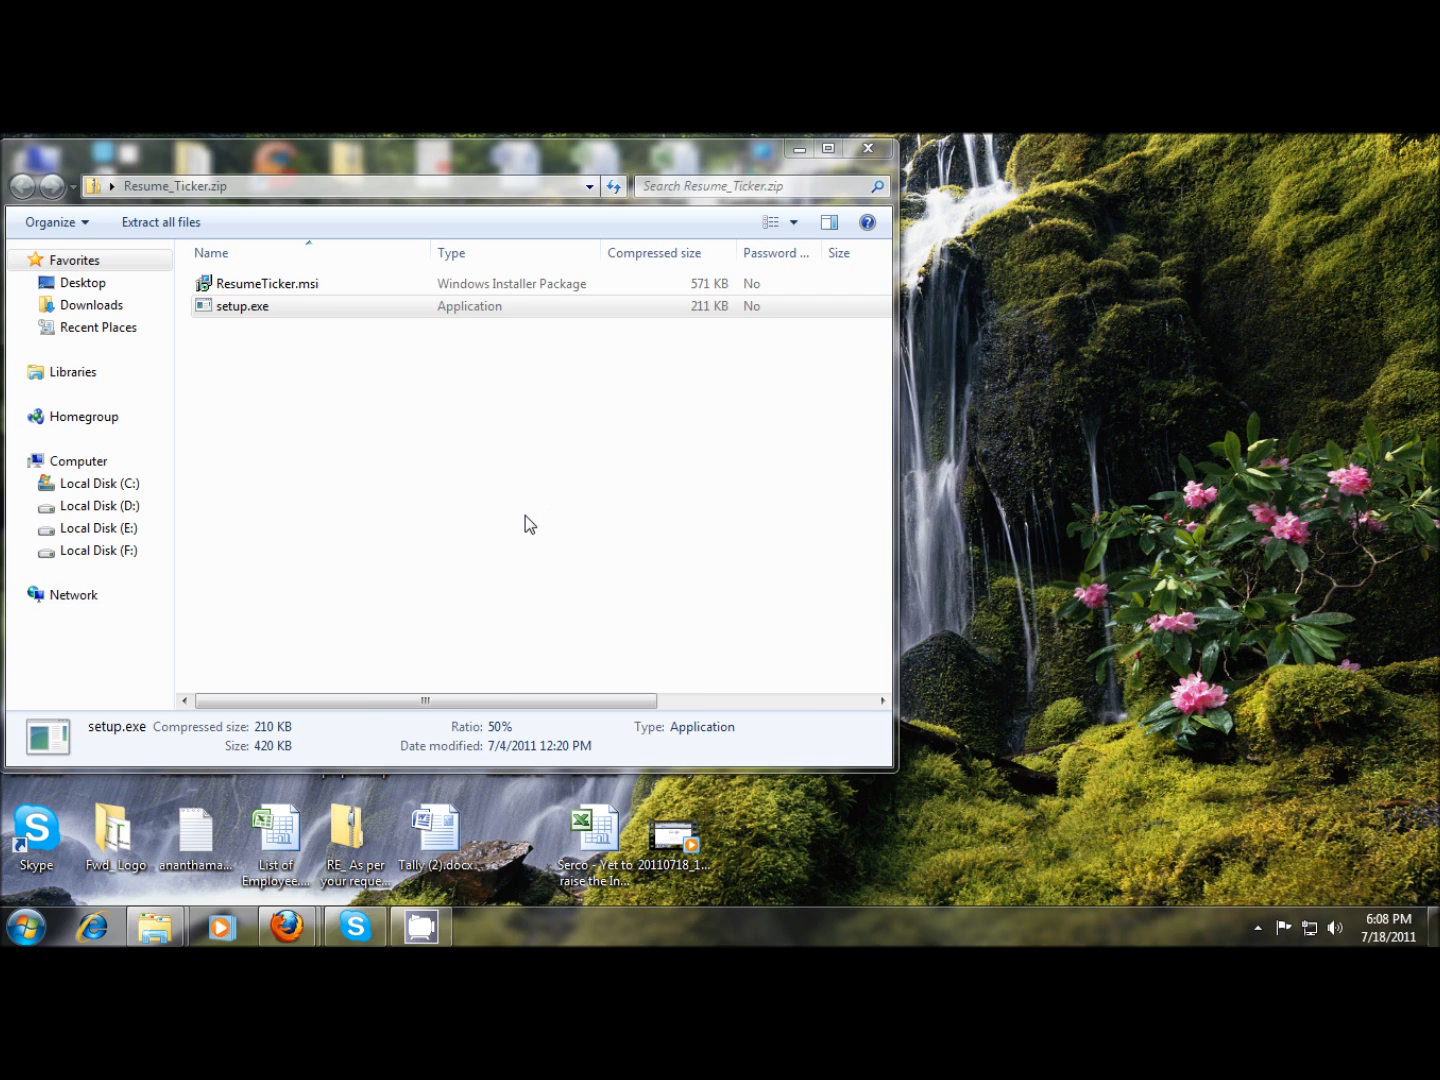 Resume_Ticker.zip
Search Resume_Ticker.zip
Organize
Extract all files
Name
Type
Compressed size
Password ...
Size
Favorites
Desktop
Downloads
Recent Places
Libraries
Homegroup
Computer
Local Disk (C:)
Local Disk (D:)
Local Disk (E:)
Local Disk (F:)
Network
ResumeTicker.msi
Windows Installer Package
571 KB
No
setup.exe
Application
211 KB
No
setup.exe
Compressed size: 210 KB
Size: 420 KB
Ratio: 50%
Date modified: 7/4/2011 12:20 PM
Type: Application
Skype
Fwd_Logo
ananthama...
List of
Employee....
RE_ As per
your reque...
Tally (2).docx
Serco - Yet to
raise the In...
20110718_1...
6:08 PM
7/18/2011